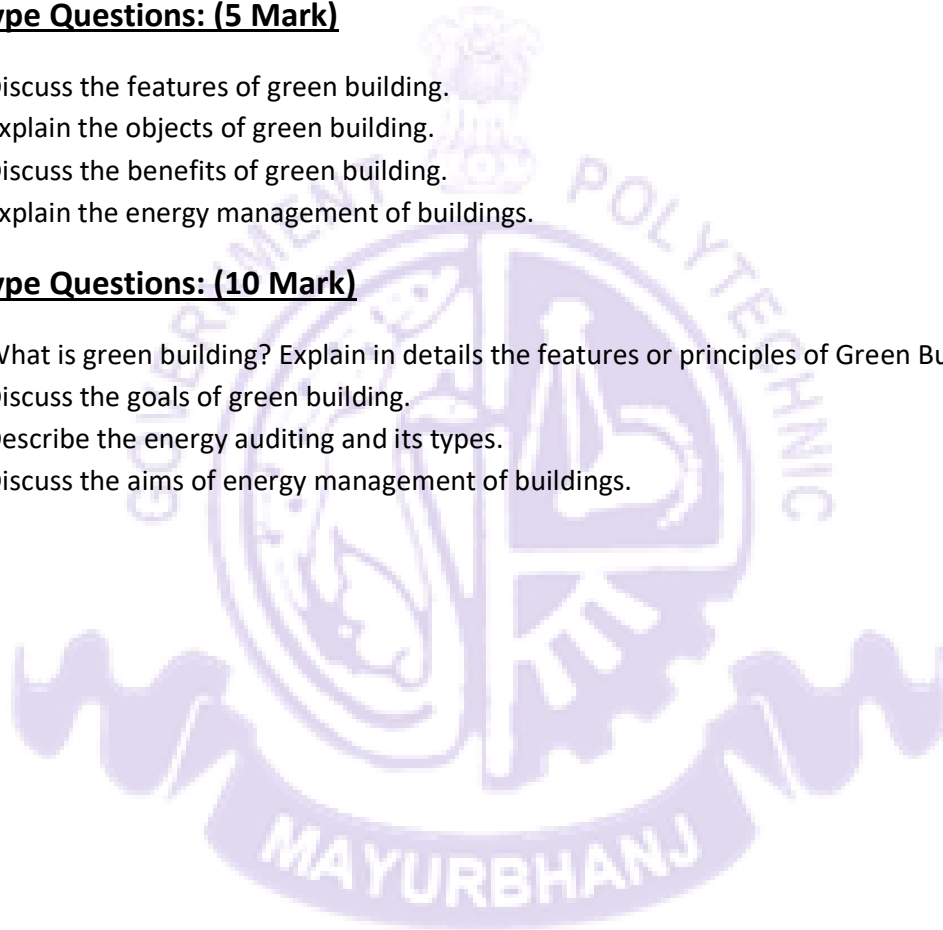 ype Questions: (5 Mark)
iscuss the features of green building.
xplain the objects of green building.
iscuss the benefits of green building.
xplain the energy management of buildings.
ype Questions: (10 Mark)
What is green building? Explain in details the features or principles of Green Bu
iscuss the goals of green building.
escribe the energy auditing and its types.
iscuss the aims of energy management of buildings.
GOVERNMENT POLYTECHNIC
MAYURBHANJ